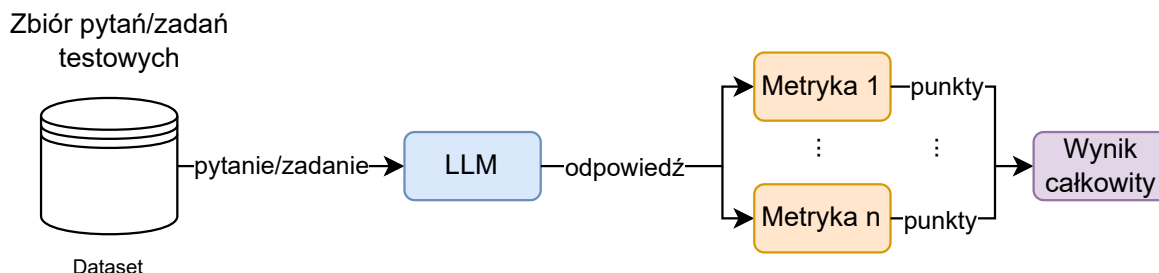 Zbiór pytań/zadań
testowych
Dataset
pytanie/zadanie
LLM
odpowiedź
Metryka 1
⋮
Metryka n
punkty
⋮
punkty
Wynik
całkowity